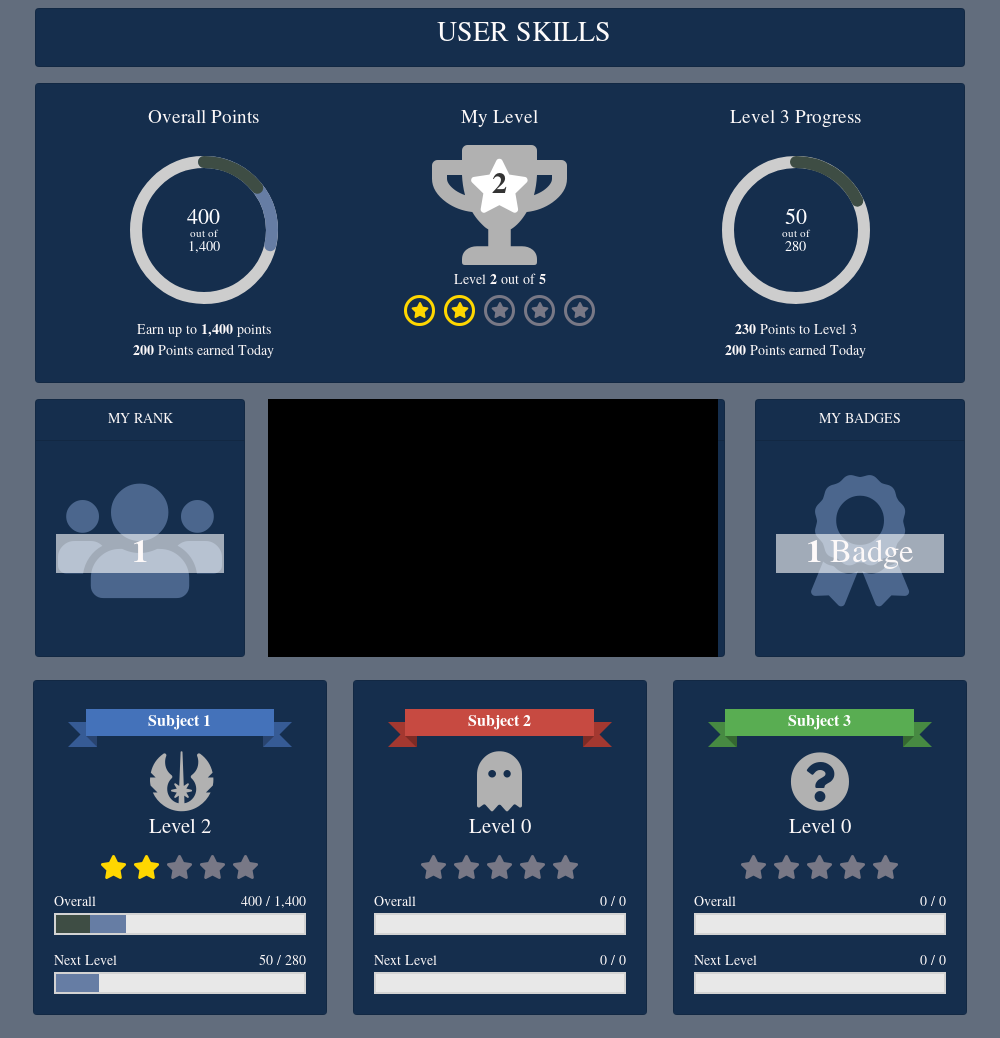 USER SKILLS
Overall Points
400
out of
1,400
Earn up to 1,400 points
200 Points earned Today
My Level
2
Level 2 out of 5
Level 3 Progress
50
out of
280
230 Points to Level 3
200 Points earned Today
MY RANK
1
MY BADGES
1 Badge
Subject 1
Level 2
Overall 400 / 1,400
Next Level 50 / 280
Subject 2
Level 0
Overall 0 / 0
Next Level 0 / 0
Subject 3
Level 0
Overall 0 / 0
Next Level 0 / 0